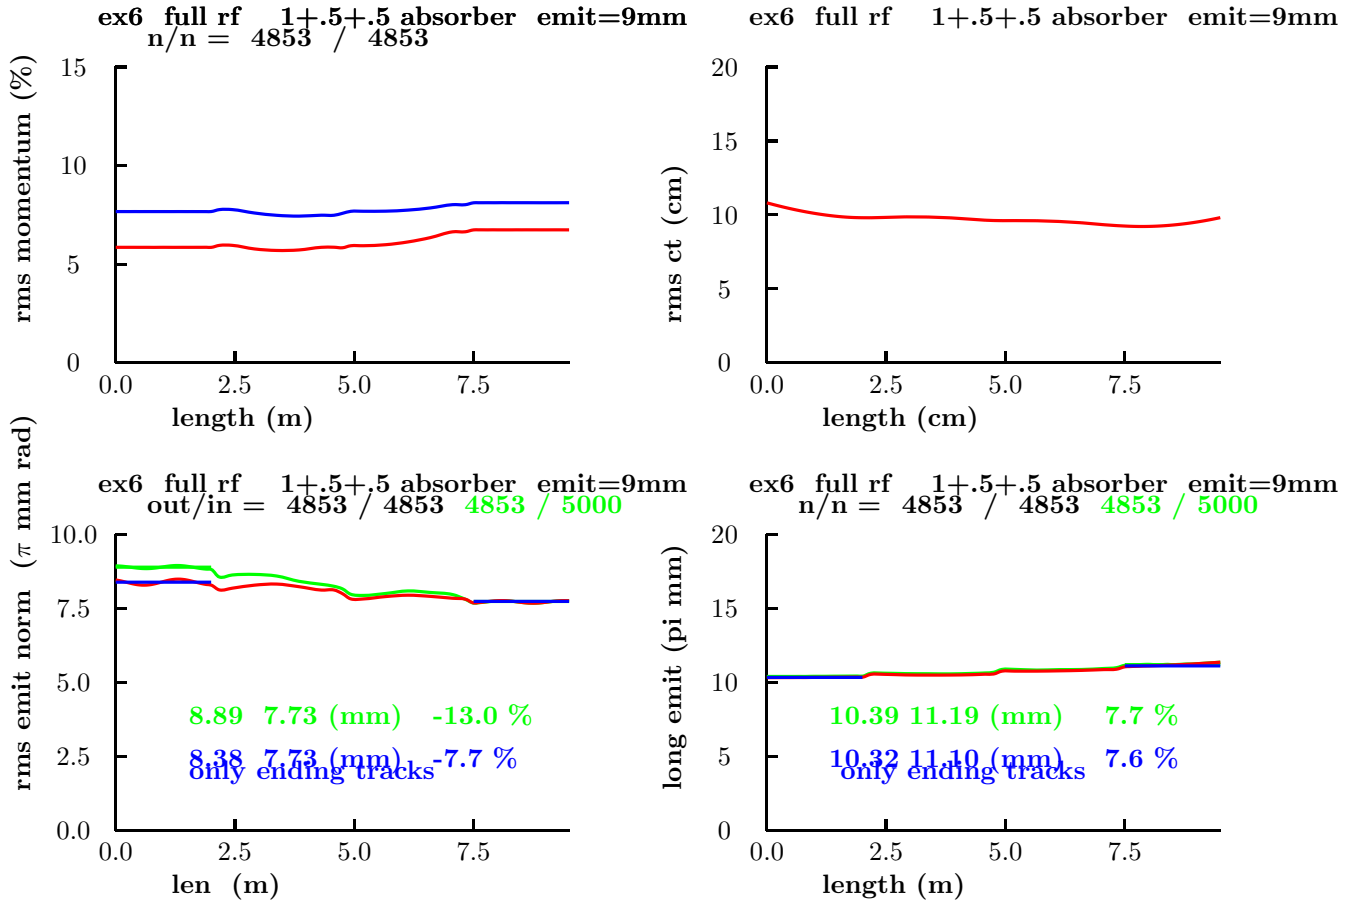 ex6 full rf 1+.5+.5 absorber emit=9mm
n/n = 4853 / 4853
15
10
5
0
rms momentum (%)
0.0 2.5 5.0 7.5
length (m)
ex6 full rf 1+.5+.5 absorber emit=9mm
20
15
10
5
0
rms ct (cm)
0.0 2.5 5.0 7.5
length (cm)
ex6 full rf 1+.5+.5 absorber emit=9mm
out/in = 4853 / 4853 4853 / 5000
10.0
7.5
5.0
2.5
0.0
rms emit norm (π mm rad)
8.89 7.73 (mm) -13.0 %
8.38 7.73 (mm) -7.7 %
only ending tracks
0.0 2.5 5.0 7.5
len (m)
ex6 full rf 1+.5+.5 absorber emit=9mm
n/n = 4853 / 4853 4853 / 5000
20
15
10
5
0
long emit (pi mm)
10.39 11.19 (mm) 7.7 %
10.32 11.10 (mm) 7.6 %
only ending tracks
0.0 2.5 5.0 7.5
length (m)